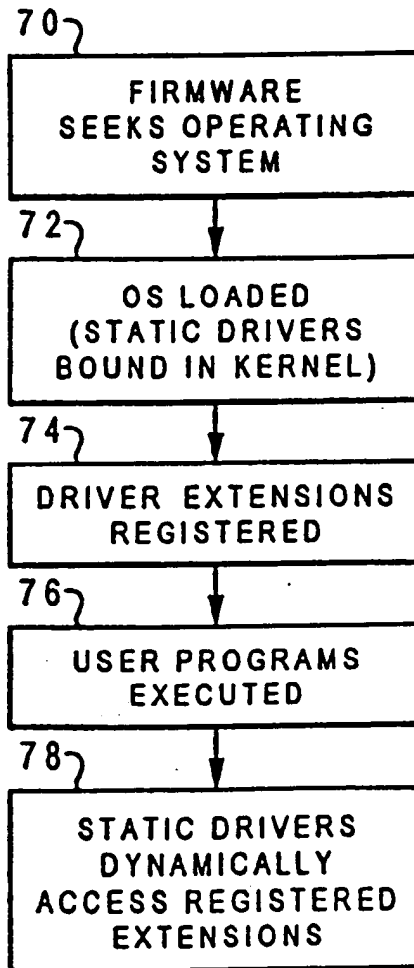 70
FIRMWARE
SEEKS OPERATING
SYSTEM
72
OS LOADED
(STATIC DRIVERS
BOUND IN KERNEL)
74
DRIVER EXTENSIONS
REGISTERED
76
USER PROGRAMS
EXECUTED
78
STATIC DRIVERS
DYNAMICALLY
ACCESS REGISTERED
EXTENSIONS